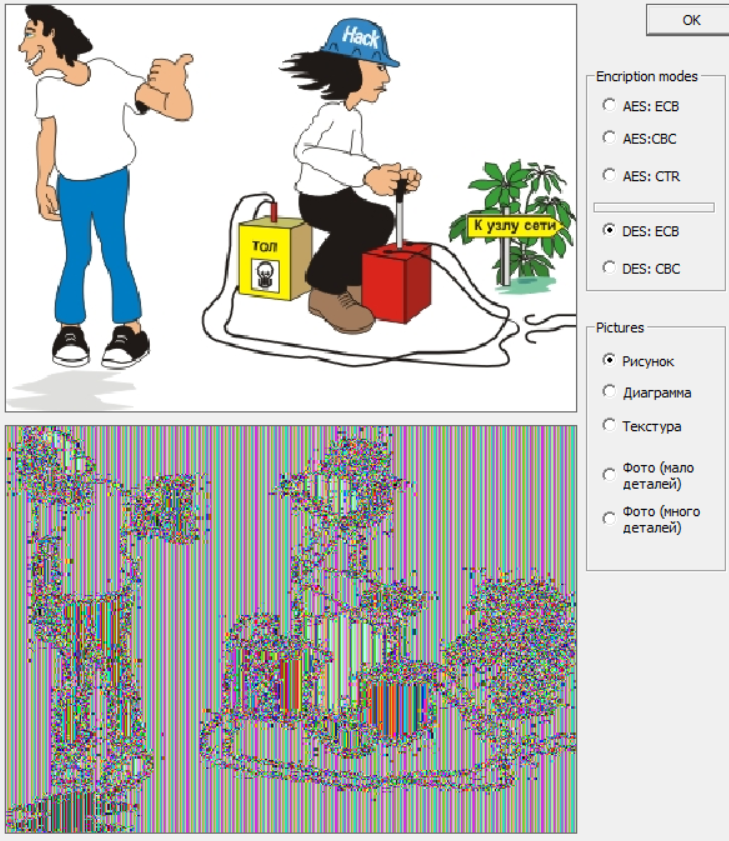 Hack
К узлу сети
ТОЛ
OK
Encription modes
AES: ECB
AES:CBC
AES: CTR
DES: ECB
DES: CBC
Pictures
Рисунок
Диаграмма
Текстура
Фото (мало
деталей)
Фото (много
деталей)